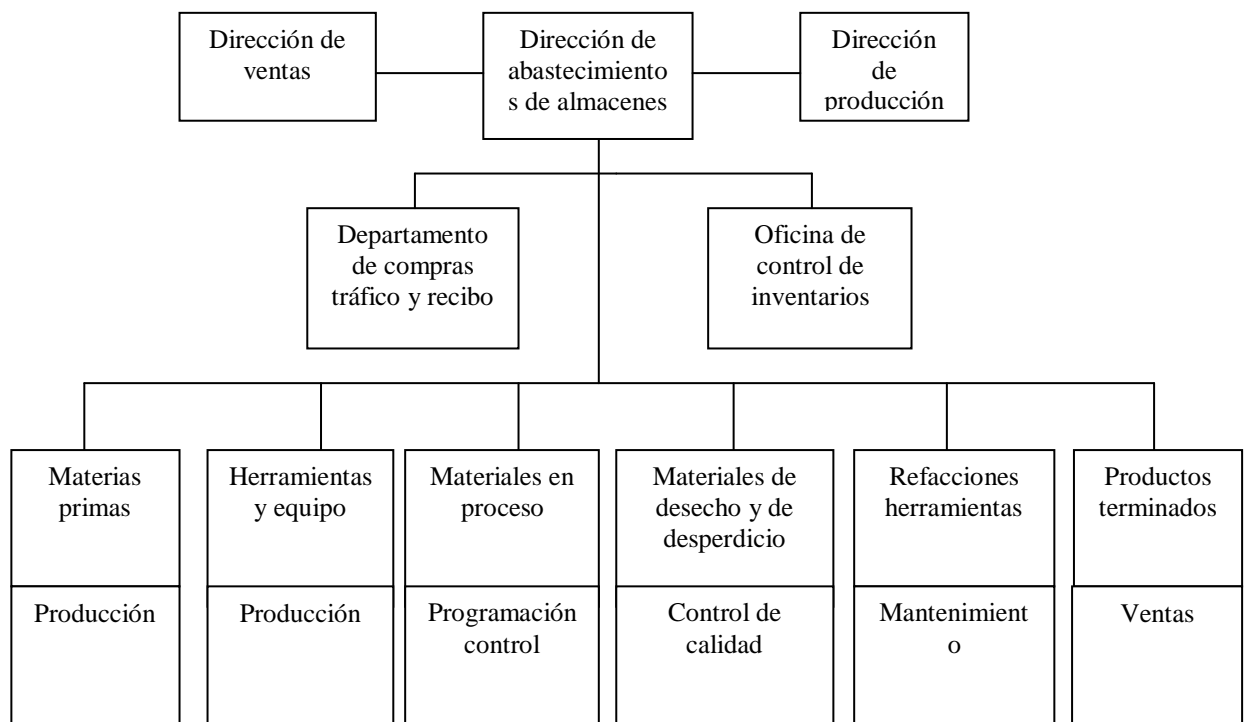 Dirección de
ventas
Dirección de
abastecimiento
s de almacenes
Dirección
de
producción
Departamento
de compras
tráfico y recibo
Oficina de
control de
inventarios
Materias
primas
Herramientas
y equipo
Materiales en
proceso
Materiales de
desecho y de
desperdicio
Refacciones
herramientas
Productos
terminados
Producción
Producción
Programación
control
Control de
calidad
Mantenimient
o
Ventas